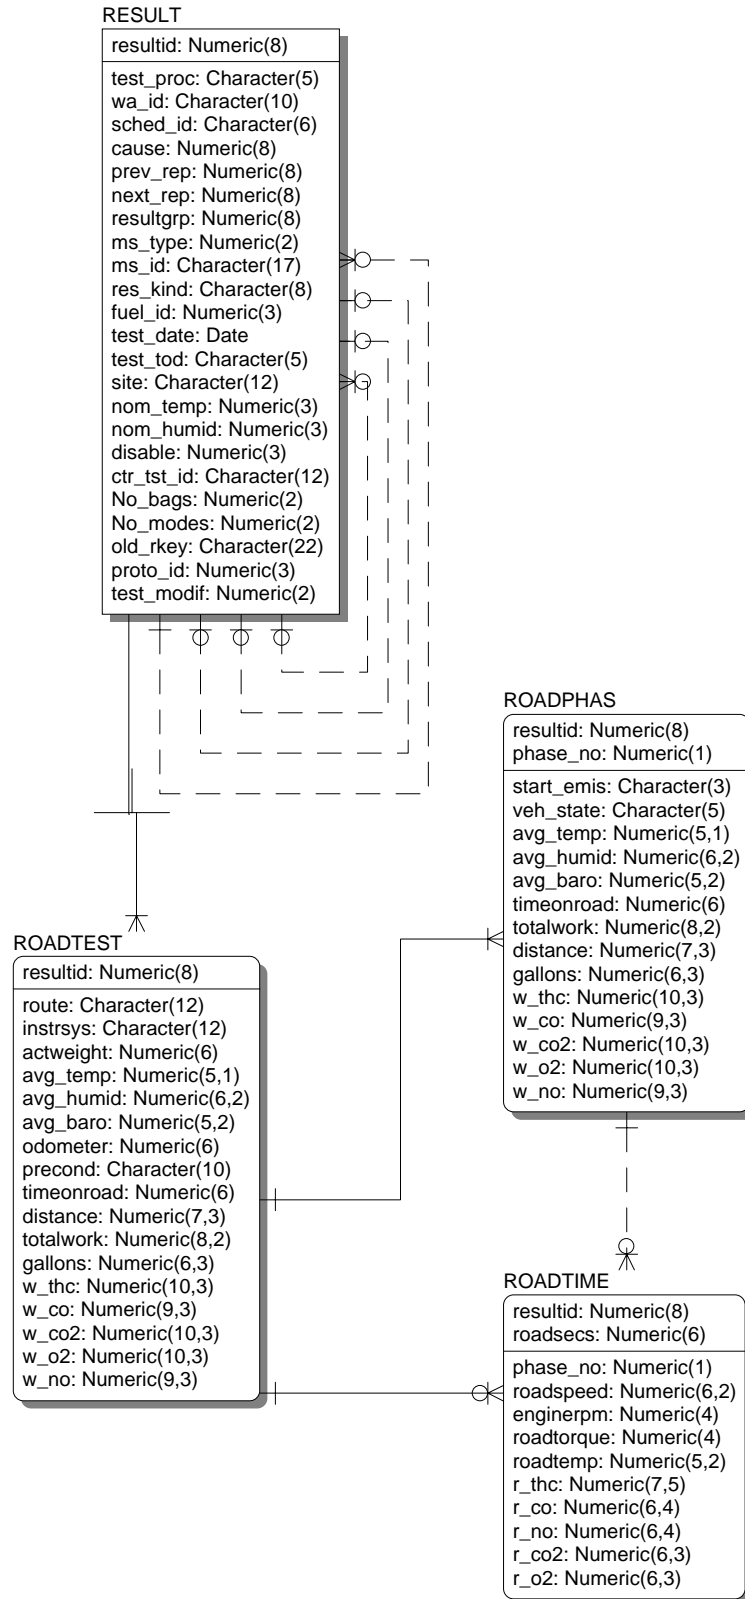 RESULT
resultid: Numeric(8)
test_proc: Character(5)
wa_id: Character(10)
sched_id: Character(6)
cause: Numeric(8)
prev_rep: Numeric(8)
next_rep: Numeric(8)
resultgrp: Numeric(8)
ms_type: Numeric(2)
ms_id: Character(17)
res_kind: Character(8)
fuel_id: Numeric(3)
test_date: Date
test_tod: Character(5)
site: Character(12)
nom_temp: Numeric(3)
nom_humid: Numeric(3)
disable: Numeric(3)
ctr_tst_id: Character(12)
No_bags: Numeric(2)
No_modes: Numeric(2)
old_rkey: Character(22)
proto_id: Numeric(3)
test_modif: Numeric(2)
ROADPHAS
resultid: Numeric(8)
phase_no: Numeric(1)
start_emis: Character(3)
veh_state: Character(5)
avg_temp: Numeric(5,1)
avg_humid: Numeric(6,2)
avg_baro: Numeric(5,2)
timeonroad: Numeric(6)
totalwork: Numeric(8,2)
distance: Numeric(7,3)
gallons: Numeric(6,3)
w_thc: Numeric(10,3)
w_co: Numeric(9,3)
w_co2: Numeric(10,3)
w_o2: Numeric(10,3)
w_no: Numeric(9,3)
ROADTEST
resultid: Numeric(8)
route: Character(12)
instrsys: Character(12)
actweight: Numeric(6)
avg_temp: Numeric(5,1)
avg_humid: Numeric(6,2)
avg_baro: Numeric(5,2)
odometer: Numeric(6)
precond: Character(10)
timeonroad: Numeric(6)
distance: Numeric(7,3)
totalwork: Numeric(8,2)
gallons: Numeric(6,3)
w_thc: Numeric(10,3)
w_co: Numeric(9,3)
w_co2: Numeric(10,3)
w_o2: Numeric(10,3)
w_no: Numeric(9,3)
ROADTIME
resultid: Numeric(8)
roadsecs: Numeric(6)
phase_no: Numeric(1)
roadspeed: Numeric(6,2)
enginerpm: Numeric(4)
roadtorque: Numeric(4)
roadtemp: Numeric(5,2)
r_thc: Numeric(7,5)
r_co: Numeric(6,4)
r_no: Numeric(6,4)
r_co2: Numeric(6,3)
r_o2: Numeric(6,3)